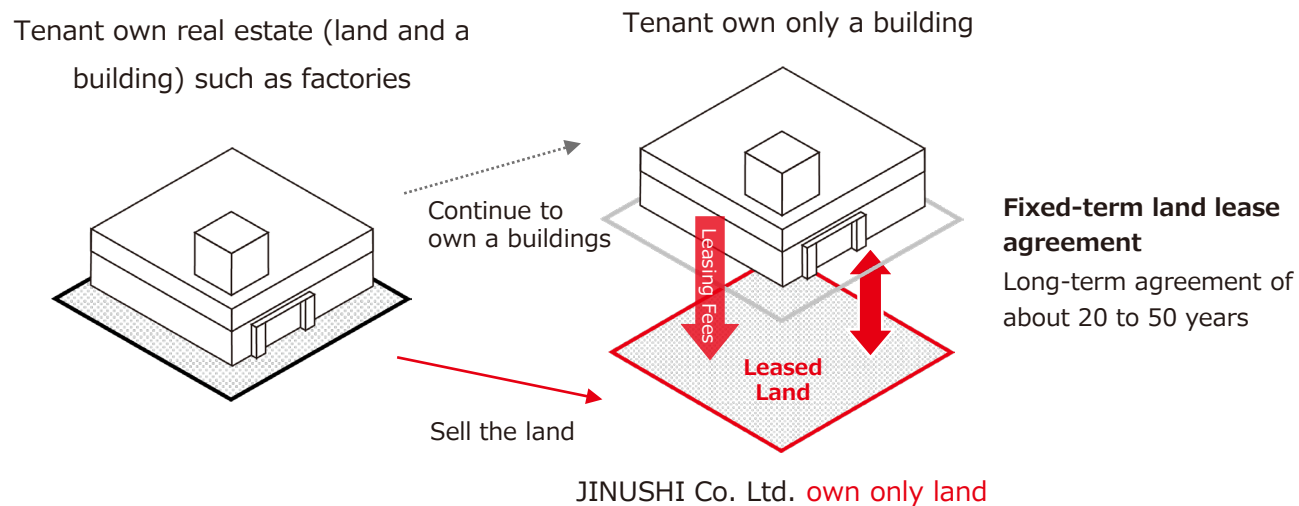 Tenant own real estate (land and a
building) such as factories
Tenant own only a building
Continue to
own a buildings
Leasing Fees
Fixed-term land lease
agreement
Long-term agreement of
about 20 to 50 years
Leased
Land
Sell the land
JINUSHI Co. Ltd. own only land